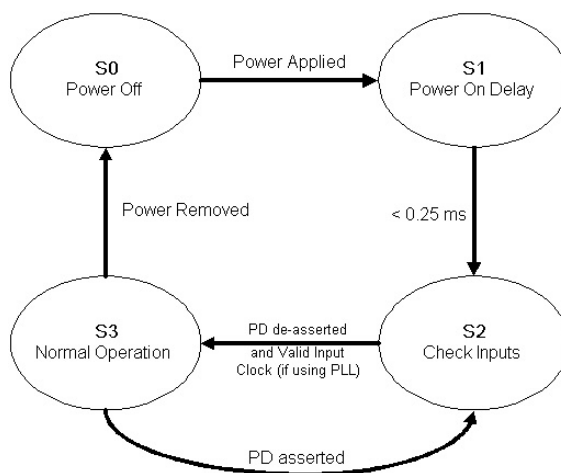 S0
Power Off
Power Applied
S1
Power On Delay
Power Removed
< 0.25 ms
S3
Normal Operation
PD de-asserted
and Valid Input
Clock (if using PLL)
S2
Check Inputs
PD asserted